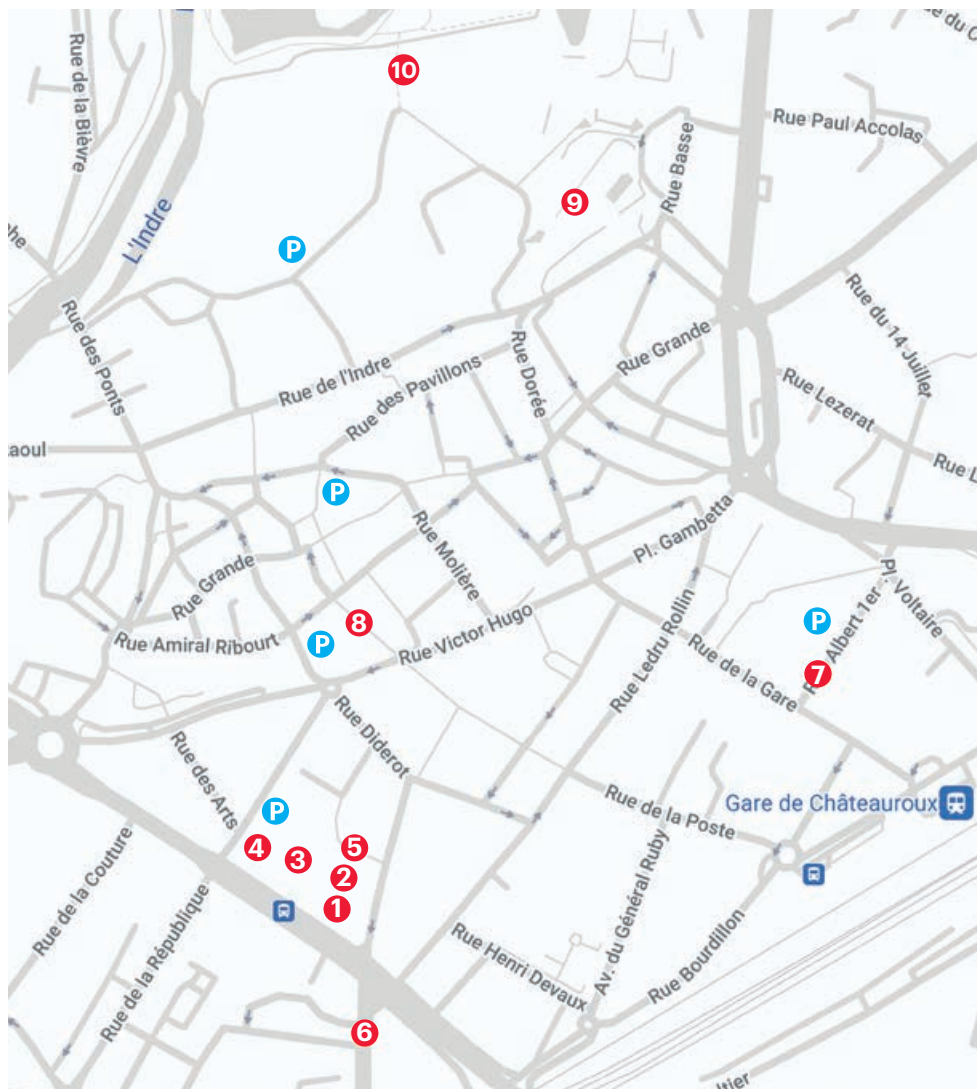 Rue de la Bièvre
10
Rue Paul Accolas
Rue Basse
9
L'Indre
P
Rue du 14 Juillet
Rue des Ponts
Rue Grande
Rue de l'Indre
Rue des Pavillons
Rue Dorée
Rue Lezerat
P
Pl. Gambetta
Rue Molière
Rue Grande
Pl. Voltaire
8
P
Albert 1er
Rue Amiral Ribourt
P
Rue Victor Hugo
Rue Ledru Rollin
Rue de la Gare
7
Rue Diderot
Rue des Arts
Rue de la Poste
Gare de Châteauroux
P
4
3
5
2
1
Rue de la Couture
Rue de la République
Av. du Général Ruby
Rue Henri Devaux
Rue Bourdillon
6